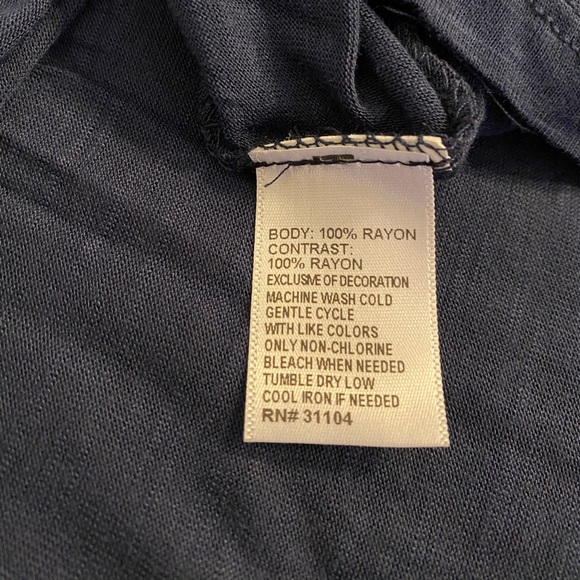 BODY: 100% RAYON
CONTRAST:
100% RAYON
EXCLUSIVE OF DECORATION
MACHINE WASH COLD
GENTLE CYCLE
WITH LIKE COLORS
ONLY NON-CHLORINE
BLEACH WHEN NEEDED
TUMBLE DRY LOW
COOL IRON IF NEEDED
RN# 31104